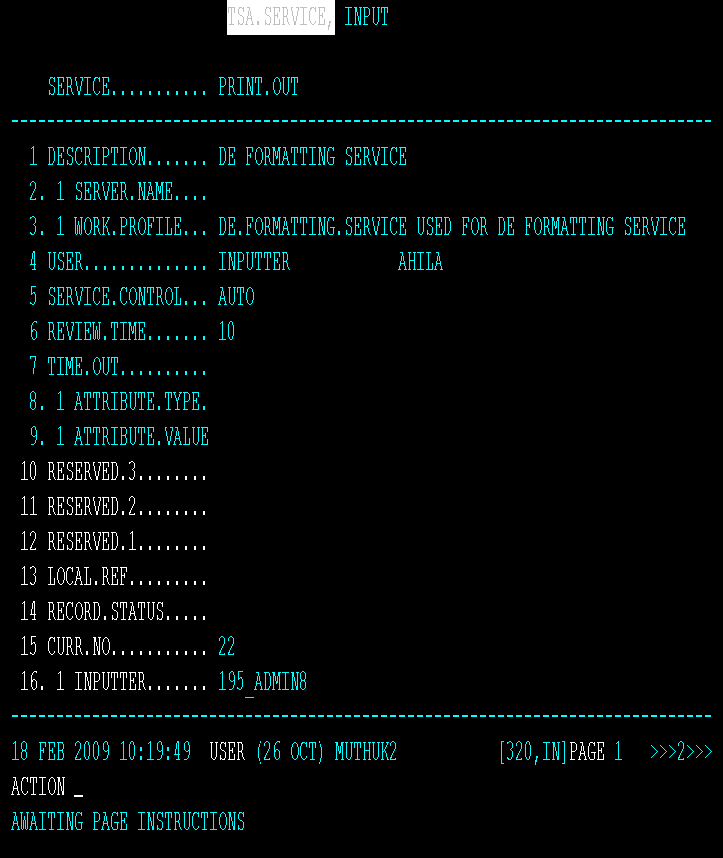 TSA.SERVICE, INPUT
SERVICE........... PRINT.OUT
------------------------------------------------------------------------------
1 DESCRIPTION....... DE FORMATTING SERVICE
2. 1 SERVER.NAME....
3. 1 WORK.PROFILE... DE.FORMATTING.SERVICE USED FOR DE FORMATTING SERVICE
4 USER.............. INPUTTER AHILA
5 SERVICE.CONTROL... AUTO
6 REVIEW.TIME....... 10
7 TIME.OUT..........
8. 1 ATTRIBUTE.TYPE.
9. 1 ATTRIBUTE.VALUE
10 RESERVED.3........
11 RESERVED.2........
12 RESERVED.1........
13 LOCAL.REF.........
14 RECORD.STATUS.....
15 CURR.NO........... 22
16. 1 INPUTTER....... 195_ADMIN8
------------------------------------------------------------------------------
18 FEB 2009 10:19:49 USER (26 OCT) MUTHUK2 [320,IN]PAGE 1 >>>2>>>
ACTION _
AWAITING PAGE INSTRUCTIONS